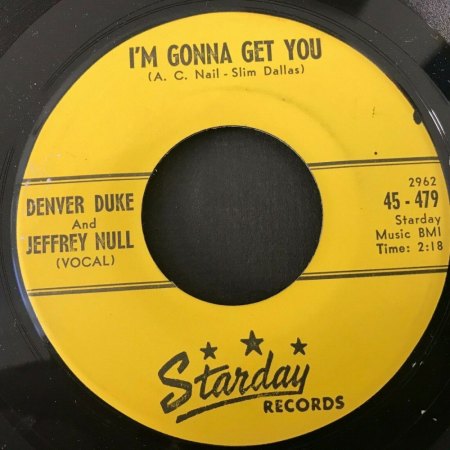 I'M GONNA GET YOU
(A. C. Nail - Slim Dallas)
DENVER DUKE
And
JEFFREY NULL
(VOCAL)
2962
45 - 479
Starday
Music BMI
Time: 2:18
Starday
RECORDS